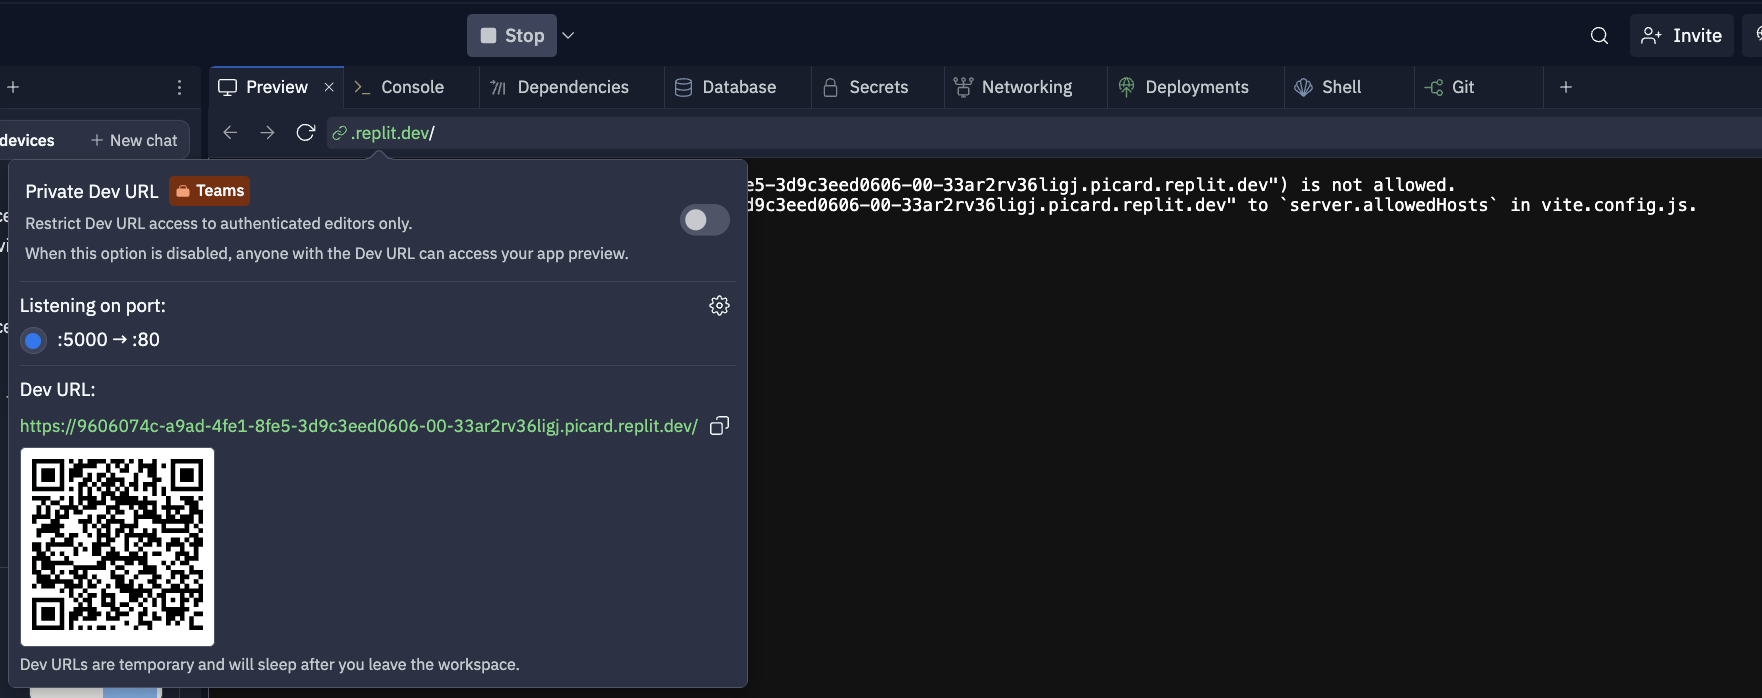 Stop
Invite
Preview
Console
Dependencies
Database
Secrets
Networking
Deployments
Shell
Git
devices
New chat
.replit.dev/
Private Dev URL Teams
Restrict Dev URL access to authenticated editors only.
When this option is disabled, anyone with the Dev URL can access your app preview.
Listening on port:
:5000 → :80
Dev URL:
https://9606074c-a9ad-4fe1-8fe5-3d9c3eed0606-00-33ar2rv36ligj.picard.replit.dev/
Dev URLs are temporary and will sleep after you leave the workspace.
e5-3d9c3eed0606-00-33ar2rv36ligj.picard.replit.dev") is not allowed.
d9c3eed0606-00-33ar2rv36ligj.picard.replit.dev" to `server.allowedHosts` in vite.config.js.